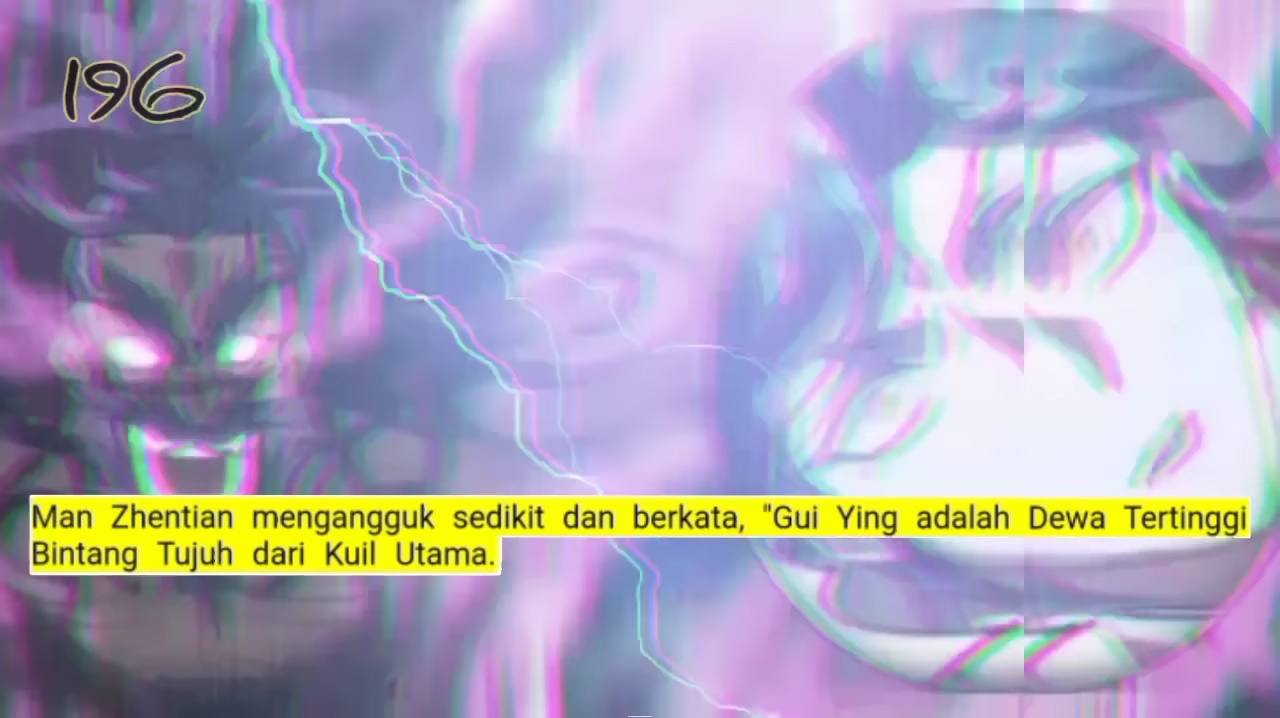 196
Man Zhentian mengangguk sedikit dan berkata, "Gui Ying adalah Dewa Tertinggi
Bintang Tujuh dari Kuil Utama.